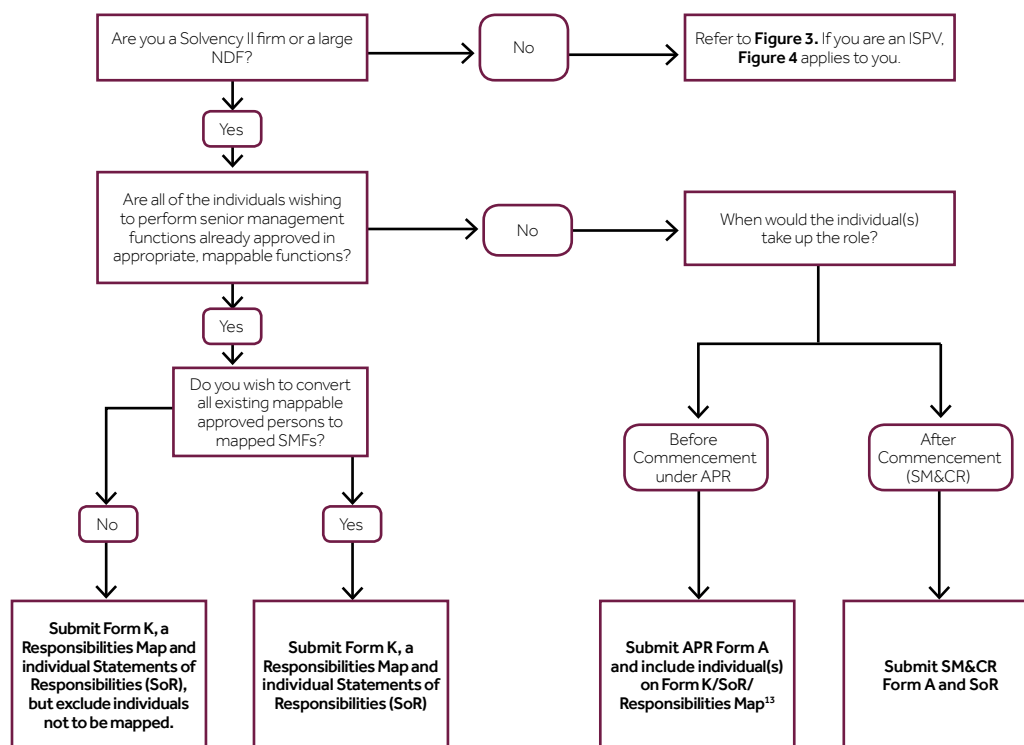 Are you a Solvency II firm or a large
NDF?
No
Refer to Figure 3. If you are an ISPV,
Figure 4 applies to you.
Yes
Are all of the individuals wishing
to perform senior management
functions already approved in
appropriate, mappable functions?
No
When would the individual(s)
take up the role?
Yes
Do you wish to convert
all existing mappable
approved persons to
mapped SMFs?
Before
Commencement
under APR
After
Commencement
(SM&CR)
No
Yes
Submit Form K, a
Responsibilities Map and
individual Statements of
Responsibilities (SoR),
but exclude individuals
not to be mapped.
Submit Form K, a
Responsibilities Map and
individual Statements of
Responsibilities (SoR)
Submit APR Form A
and include individual(s)
on Form K/SoR/
Responsibilities Map¹³
Submit SM&CR
Form A and SoR